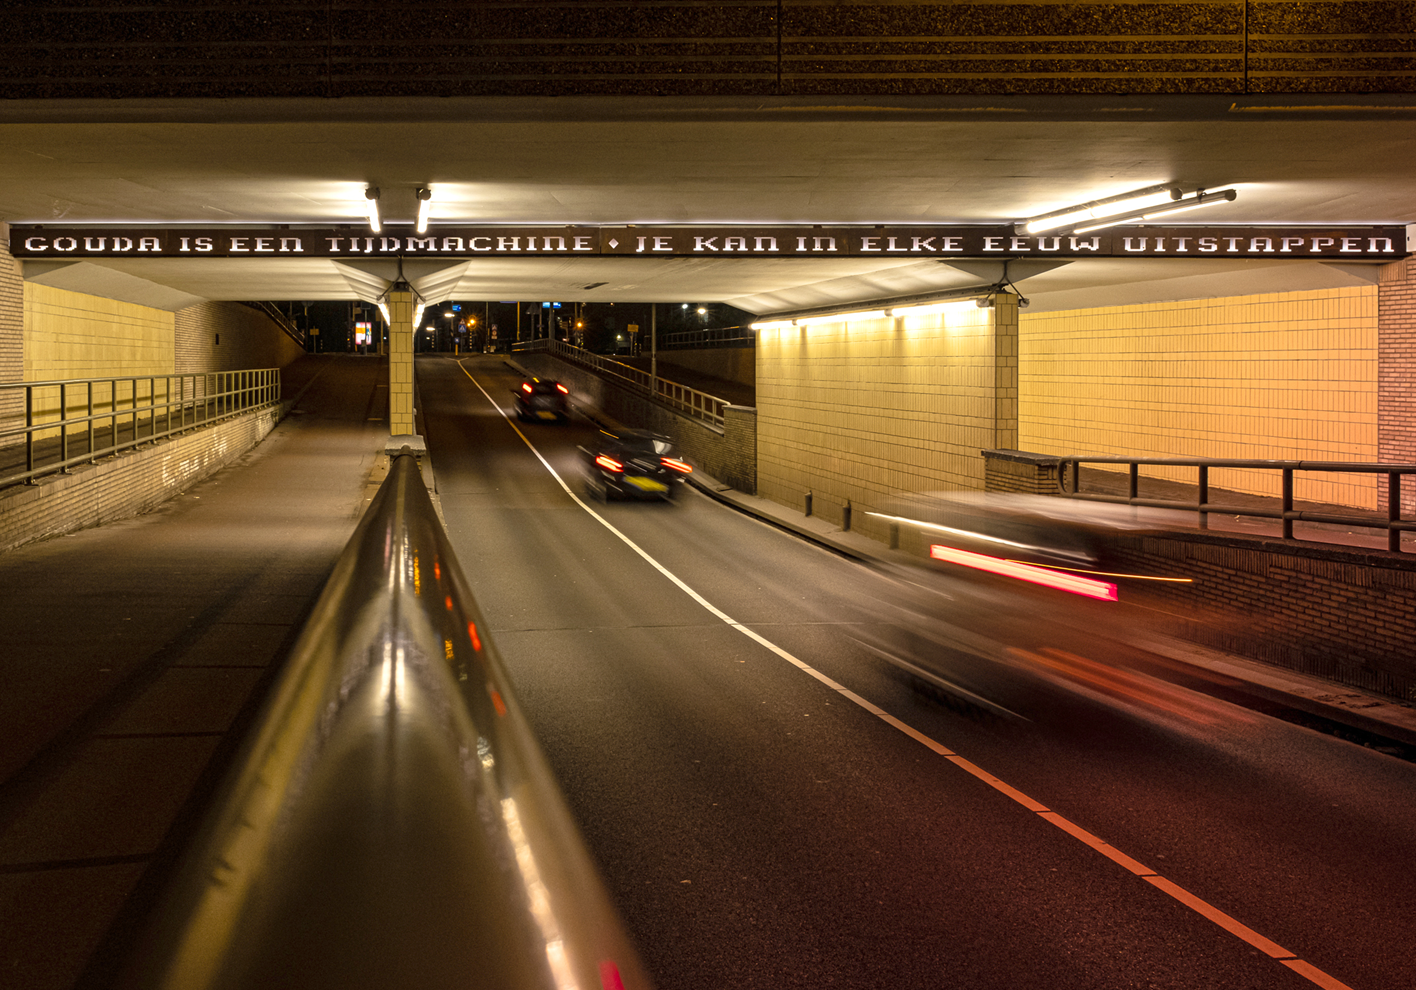 GOUDA IS EEN TIJDMACHINE ◆ JE KAN IN ELKE EEUW UITSTAPPEN